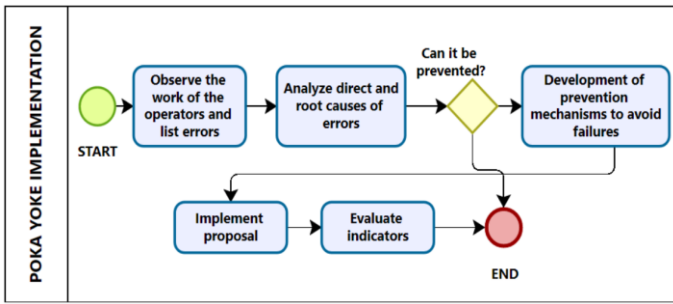 POKA YOKE IMPLEMENTATION
START
Observe the
work of the
operators and
list errors
Analyze direct and
root causes of
errors
Can it be
prevented?
Development of
prevention
mechanisms to avoid
failures
Implement
proposal
Evaluate
indicators
END